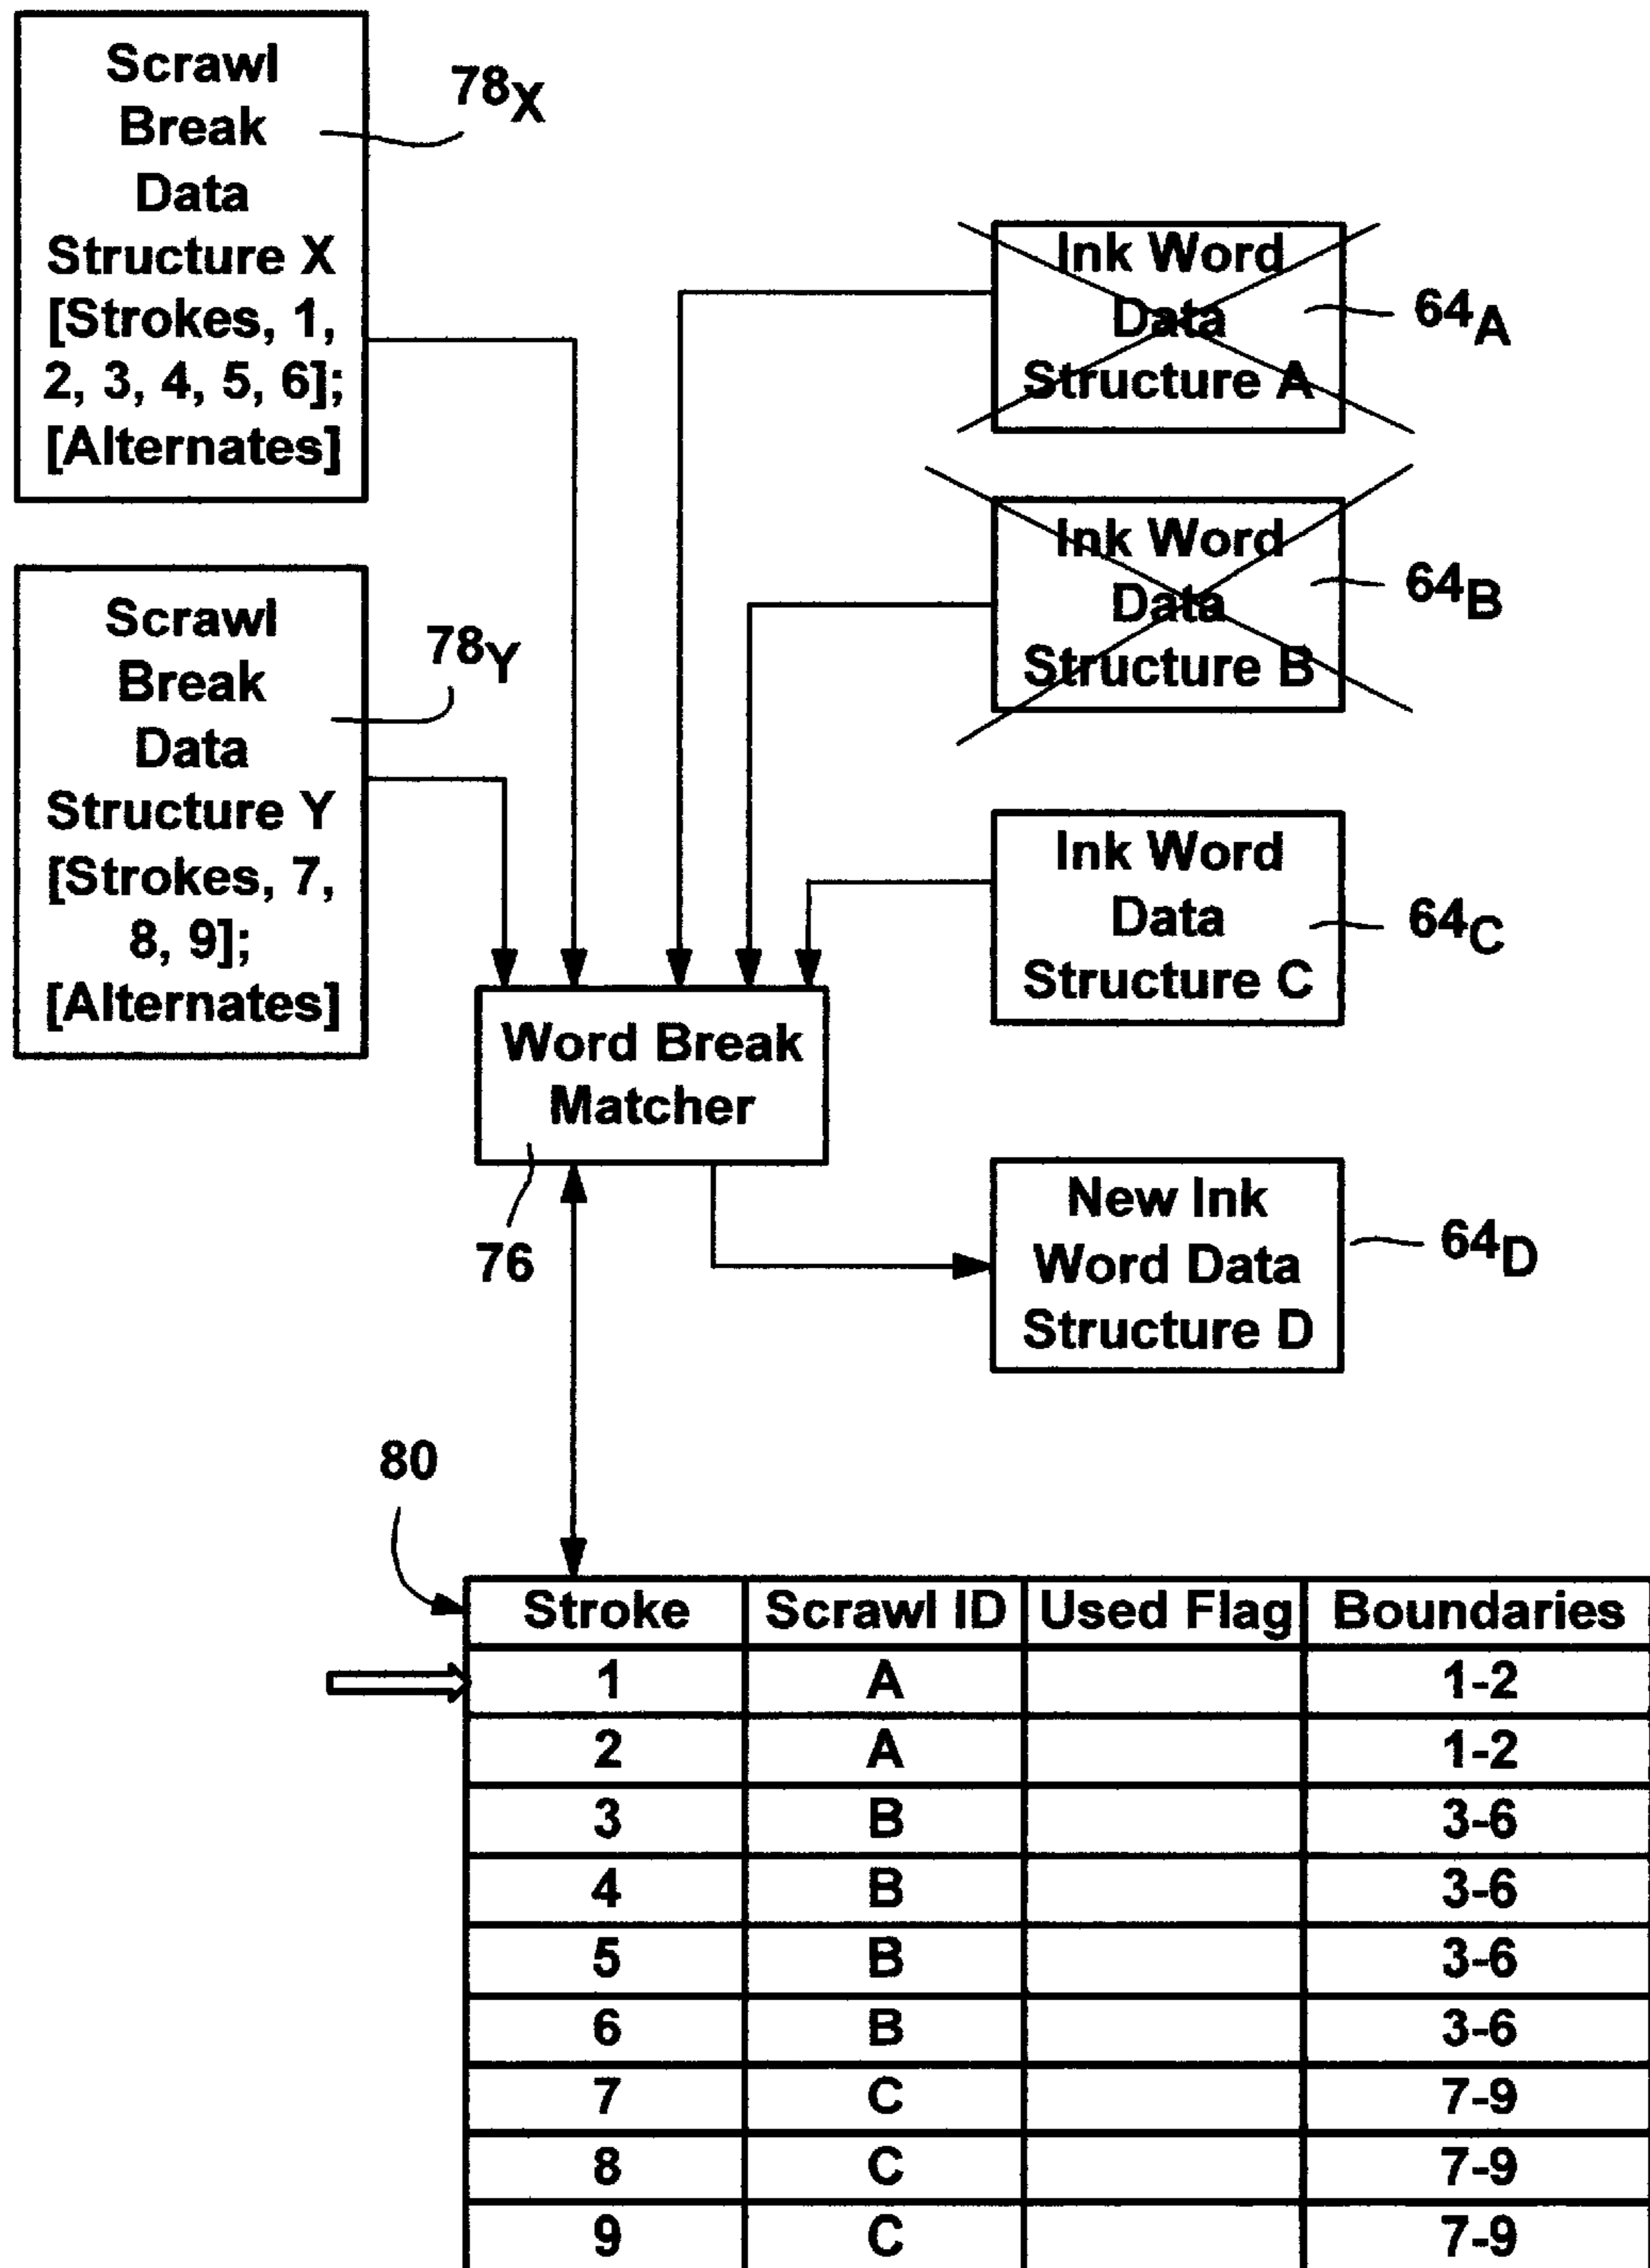 Scrawl
Break
Data
Structure X
[Strokes, 1,
2, 3, 4, 5, 6];
[Alternates]
78X
Scrawl
Break
Data
Structure Y
[Strokes, 7,
8, 9];
[Alternates]
78Y
Ink Word
Data
Structure A
64A
Ink Word
Data
Structure B
64B
Ink Word
Data
Structure C
64C
Word Break
Matcher
76
New Ink
Word Data
Structure D
64D
80
Stroke Scrawl ID Used Flag Boundaries
1 A 1-2
2 A 1-2
3 B 3-6
4 B 3-6
5 B 3-6
6 B 3-6
7 C 7-9
8 C 7-9
9 C 7-9